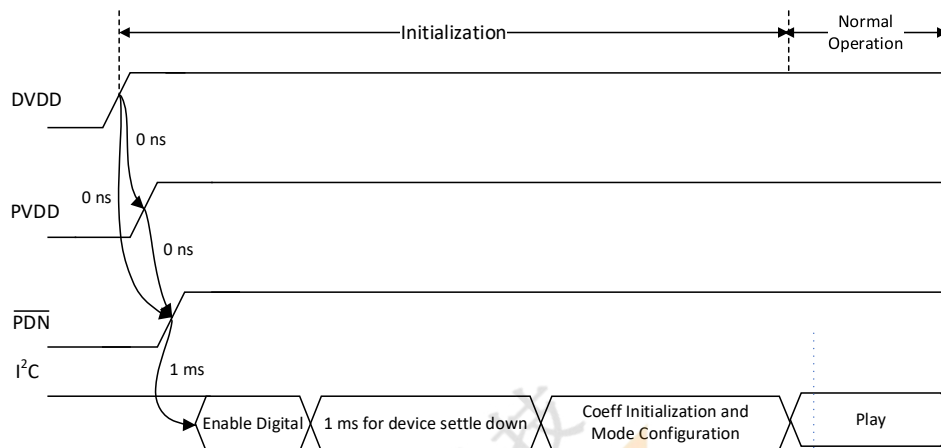 Initialization
Normal
Operation
DVDD
0 ns
0 ns
PVDD
0 ns
PDN
I²C
1 ms
Enable Digital
1 ms for device settle down
Coeff Initialization and
Mode Configuration
Play
技